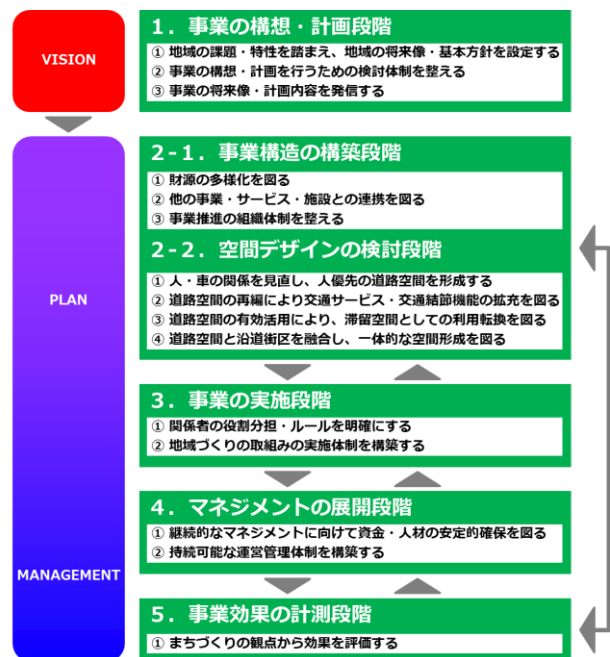 VISION
1．事業の構想・計画段階
① 地域の課題・特性を踏まえ、地域の将来像・基本方針を設定する
② 事業の構想・計画を行うための検討体制を整える
③ 事業の将来像・計画内容を発信する
PLAN
2-1．事業構造の構築段階
① 財源の多様化を図る
② 他の事業・サービス・施設との連携を図る
③ 事業推進の組織体制を整える
2-2．空間デザインの検討段階
① 人・車の関係を見直し、人優先の道路空間を形成する
② 道路空間の再編により交通サービス・交通結節機能の拡充を図る
③ 道路空間の有効活用により、滞留空間としての利用転換を図る
④ 道路空間と沿道街区を融合し、一体的な空間形成を図る
3．事業の実施段階
① 関係者の役割分担・ルールを明確にする
② 地域づくりの取組みの実施体制を構築する
4．マネジメントの展開段階
① 継続的なマネジメントに向けて資金・人材の安定的確保を図る
② 持続可能な運営管理体制を構築する
MANAGEMENT
5．事業効果の計測段階
① まちづくりの観点から効果を評価する